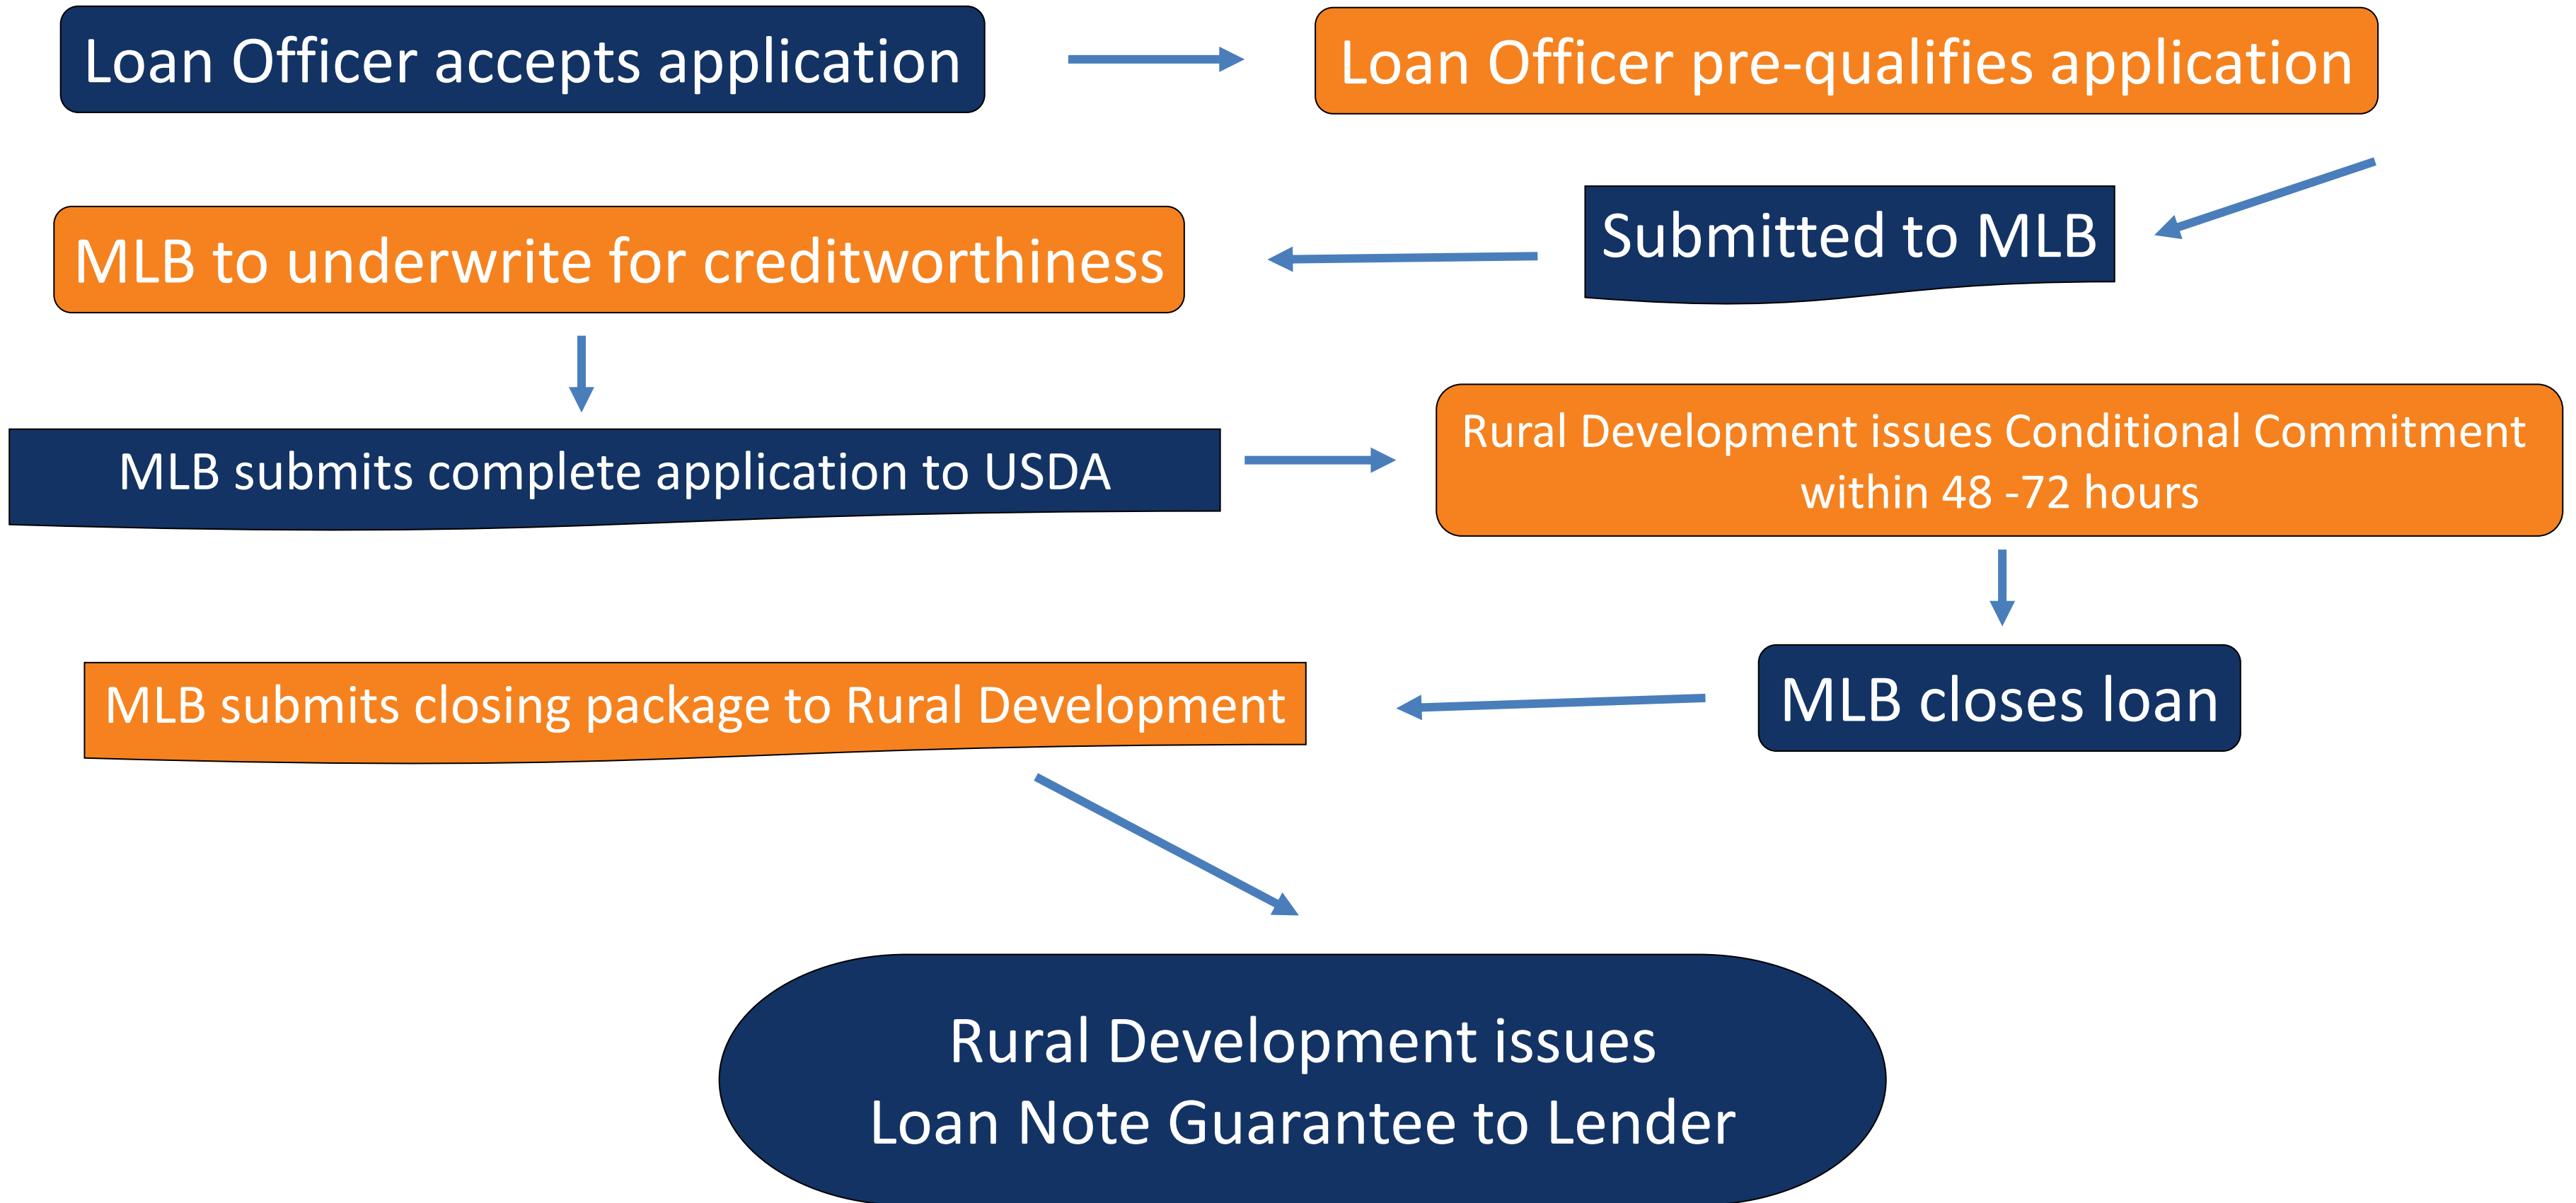 Loan Officer accepts application
Loan Officer pre-qualifies application
Submitted to MLB
MLB to underwrite for creditworthiness
MLB submits complete application to USDA
Rural Development issues Conditional Commitment
within 48 -72 hours
MLB closes loan
MLB submits closing package to Rural Development
Rural Development issues
Loan Note Guarantee to Lender